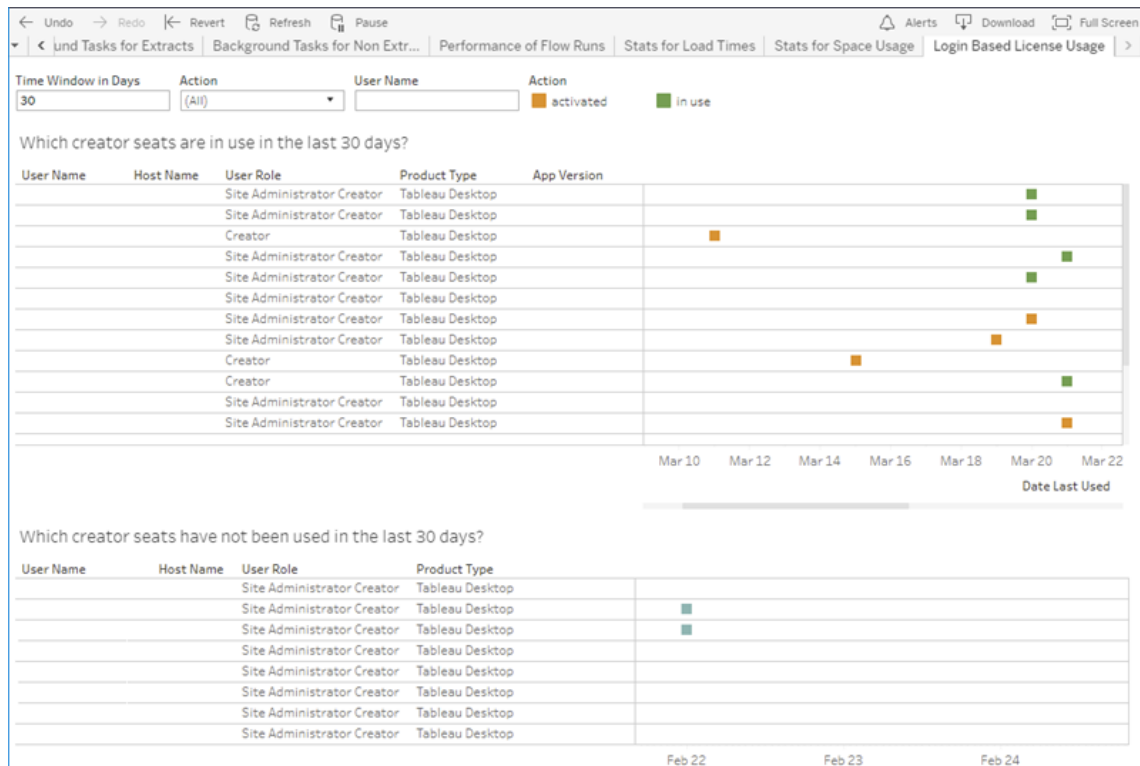 Undo Redo Revert Refresh Pause Alerts Download Full Screen
und Tasks for Extracts Background Tasks for Non Extr... Performance of Flow Runs Stats for Load Times Stats for Space Usage Login Based License Usage
Time Window in Days Action User Name Action
30 (All) activated in use
Which creator seats are in use in the last 30 days?
User Name Host Name User Role Product Type App Version
Site Administrator Creator Tableau Desktop
Site Administrator Creator Tableau Desktop
Creator Tableau Desktop
Site Administrator Creator Tableau Desktop
Site Administrator Creator Tableau Desktop
Site Administrator Creator Tableau Desktop
Site Administrator Creator Tableau Desktop
Site Administrator Creator Tableau Desktop
Creator Tableau Desktop
Creator Tableau Desktop
Site Administrator Creator Tableau Desktop
Site Administrator Creator Tableau Desktop
Mar 10 Mar 12 Mar 14 Mar 16 Mar 18 Mar 20 Mar 22
Date Last Used
Which creator seats have not been used in the last 30 days?
User Name Host Name User Role Product Type
Site Administrator Creator Tableau Desktop
Site Administrator Creator Tableau Desktop
Site Administrator Creator Tableau Desktop
Site Administrator Creator Tableau Desktop
Site Administrator Creator Tableau Desktop
Site Administrator Creator Tableau Desktop
Site Administrator Creator Tableau Desktop
Site Administrator Creator Tableau Desktop
Feb 22 Feb 23 Feb 24